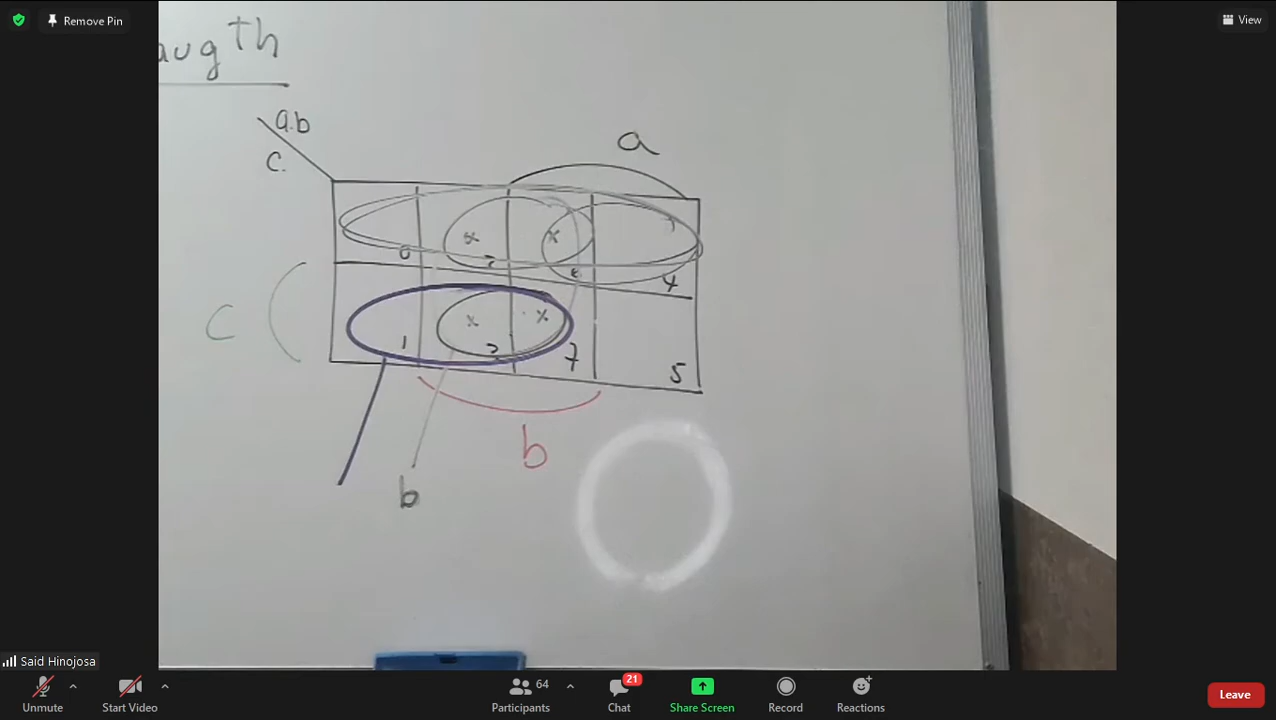 Remove Pin
View
augth
a.b
c.
a
x x
0 2 6 4
c
x x
1 3 7 5
b
b
Said Hinojosa
Unmute
Start Video
64
Participants
21
Chat
Share Screen
Record
Reactions
Leave